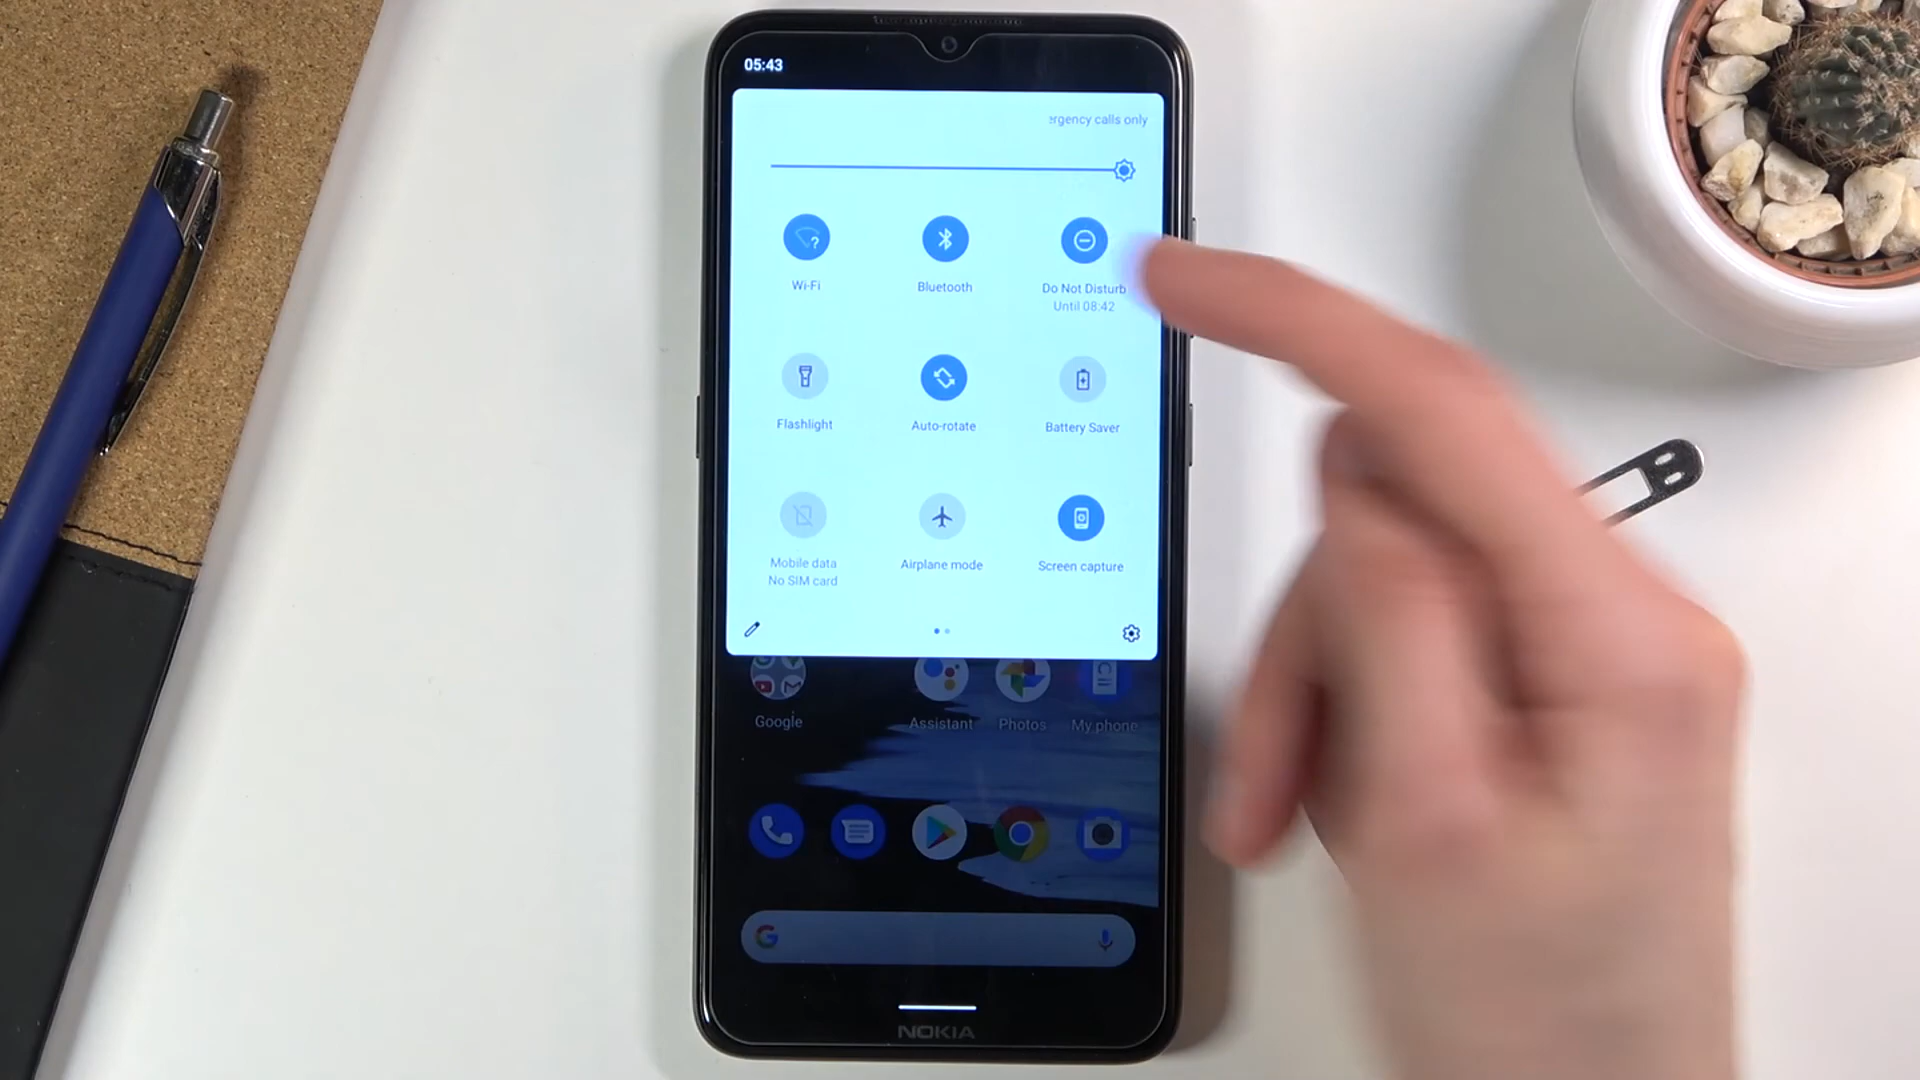 05:43
ergency calls only
Wi-Fi
Bluetooth
Do Not Disturb
Until 08:42
Flashlight
Auto-rotate
Battery Saver
Mobile data
No SIM card
Airplane mode
Screen capture
Google
Assistant
Photos
My phone
NOKIA